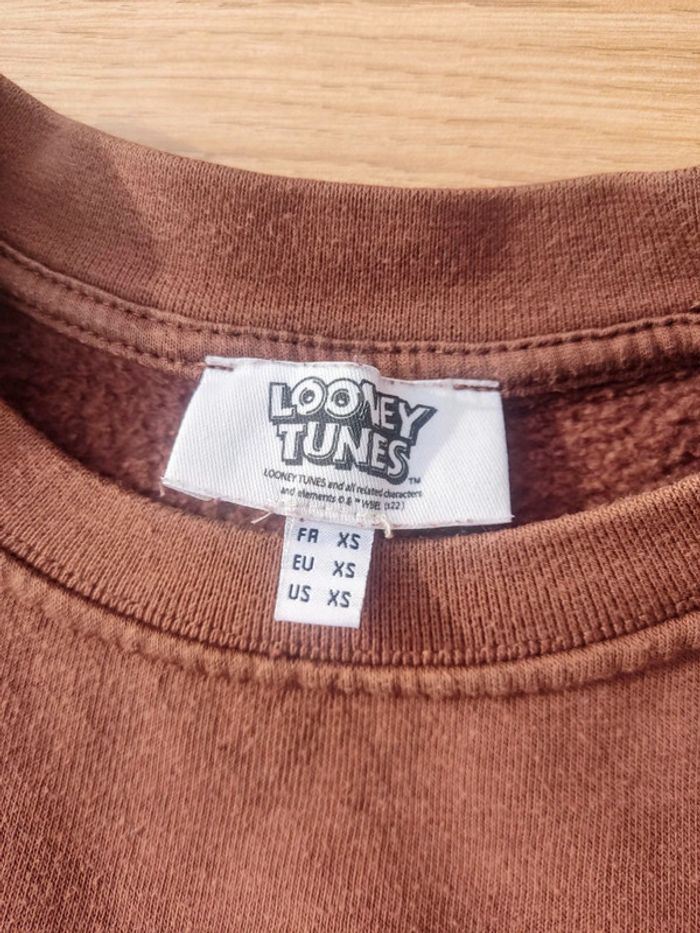 LOONEY
TUNES
™
LOONEY TUNES and all related characters
and elements © & ™ WBEI. (s22)
FR XS
EU XS
US XS